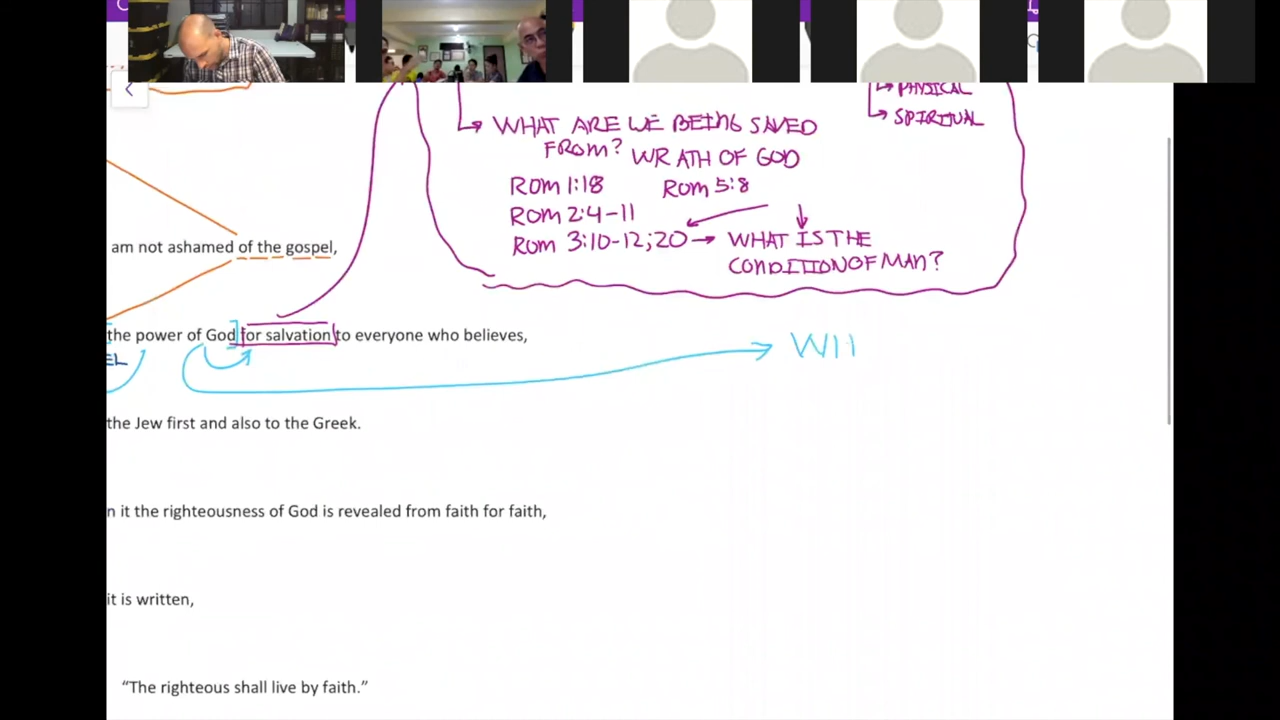 PHYSICAL
SPIRITUAL
WHAT ARE WE BEING SAVED
FROM? WRATH OF GOD
Rom 1:18 Rom 5:8
Rom 2:4-11
Rom 3:10-12;20 → WHAT IS THE
CONDITION OF MAN?
am not ashamed of the gospel,
the power of God] for salvation to everyone who believes,
EL
WH
the Jew first and also to the Greek.
n it the righteousness of God is revealed from faith for faith,
it is written,
“The righteous shall live by faith.”